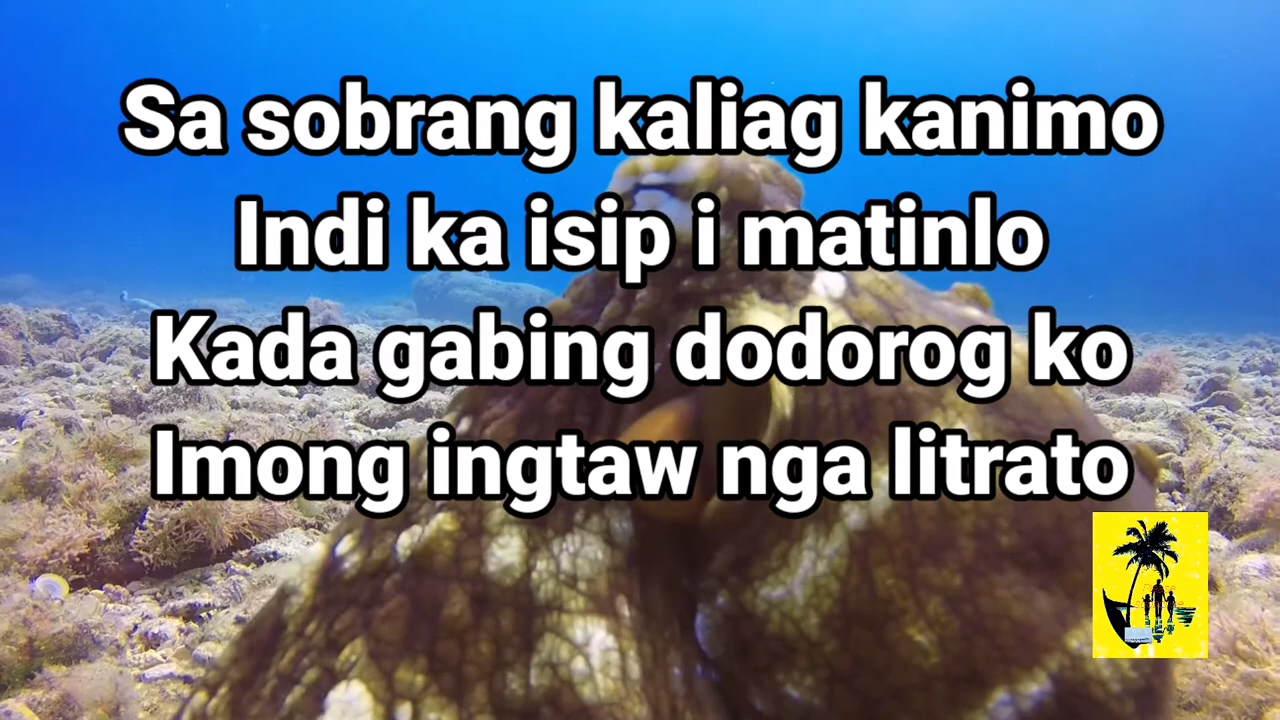 Sa sobrang kaliag kanimo
Indi ka isip i matinlo
Kada gabing dodorog ko
Imong ingtaw nga litrato